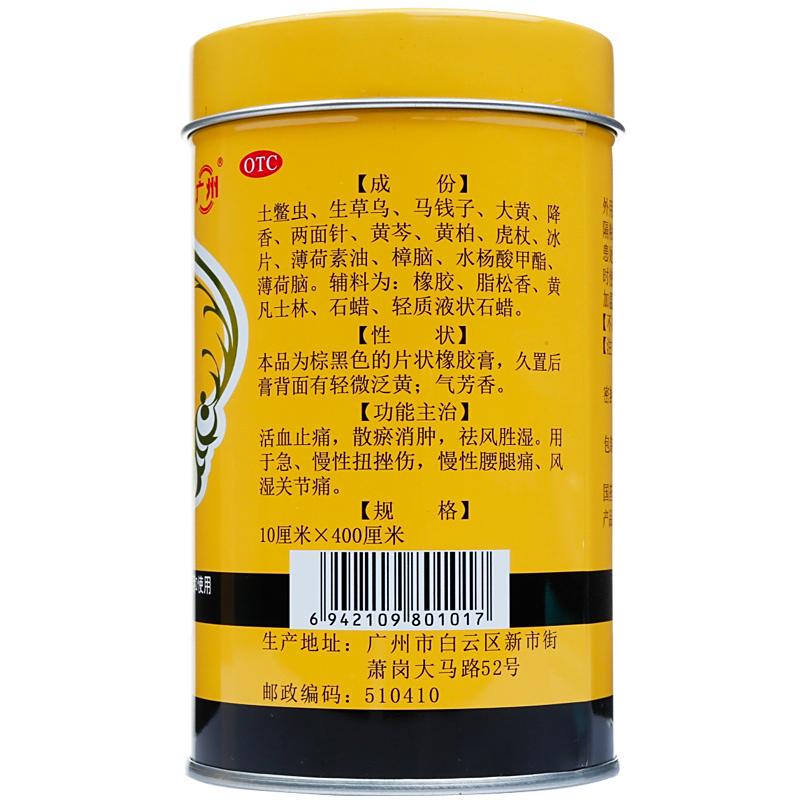 广州®
OTC
【成 份】
土鳖虫、生草乌、马钱子、大黄、降
香、两面针、黄芩、黄柏、虎杖、冰
片、薄荷素油、樟脑、水杨酸甲酯、
薄荷脑。辅料为：橡胶、脂松香、黄
凡士林、石蜡、轻质液状石蜡。
【性 状】
本品为棕黑色的片状橡胶膏，久置后
膏背面有轻微泛黄；气芳香。
【功能主治】
活血止痛，散瘀消肿，祛风胜湿。用
于急、慢性扭挫伤，慢性腰腿痛、风
湿关节痛。
【规 格】
10厘米×400厘米
使用
6 942109 801017
生产地址：广州市白云区新市街
萧岗大马路52号
邮政编码：510410